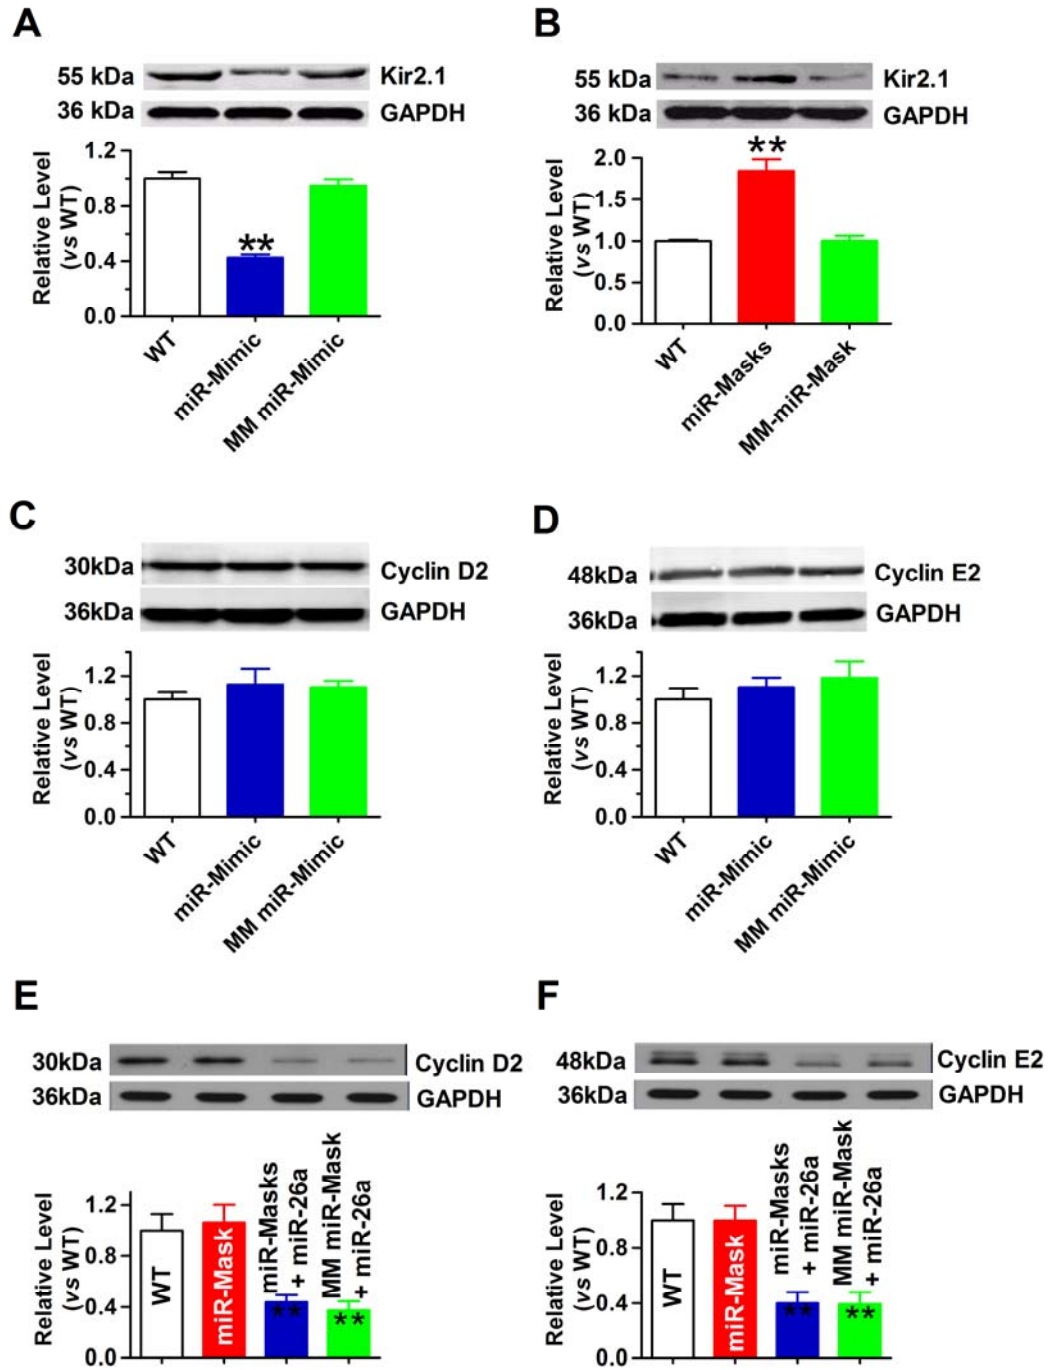 A
55 kDa
Kir2.1
36 kDa
GAPDH
Relative Level
(vs WT)
1.2
0.8
0.4
0.0
**
WT
miR-Mimic
MM miR-Mimic
B
55 kDa
Kir2.1
36 kDa
GAPDH
Relative Level
(vs WT)
2.0
1.5
1.0
0.5
0.0
**
WT
miR-Masks
MM-miR-Mask
C
30kDa
Cyclin D2
36kDa
GAPDH
Relative Level
(vs WT)
1.2
0.8
0.4
0.0
WT
miR-Mimic
MM miR-Mimic
D
48kDa
Cyclin E2
36kDa
GAPDH
Relative Level
(vs WT)
1.2
0.8
0.4
0.0
WT
miR-Mimic
MM miR-Mimic
E
30kDa
Cyclin D2
36kDa
GAPDH
Relative Level
(vs WT)
1.2
0.8
0.4
0.0
WT
miR-Mask
miR-Masks
+ miR-26a
**
MM miR-Mask
+ miR-26a
**
F
48kDa
Cyclin E2
36kDa
GAPDH
Relative Level
(vs WT)
1.2
0.8
0.4
0.0
WT
miR-Mask
miR-Masks
+ miR-26a
**
MM miR-Mask
+ miR-26a
**